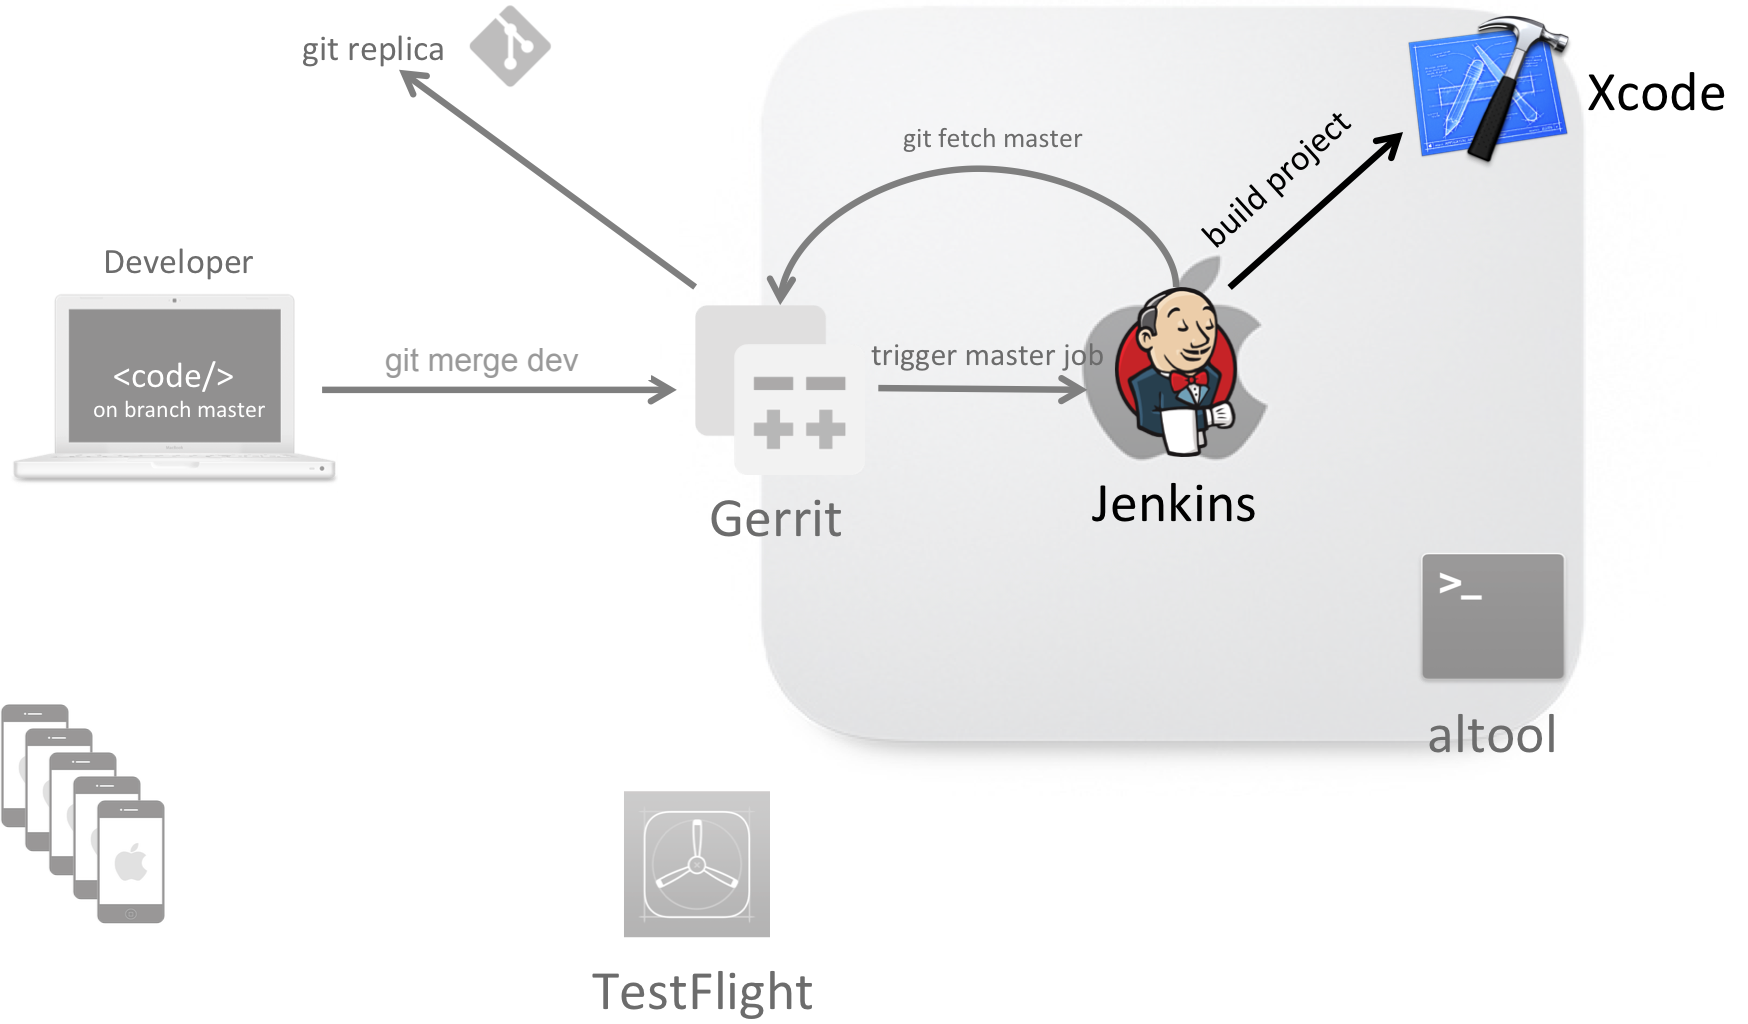 git replica
Xcode
git fetch master
build project
Developer
<code/>
on branch master
git merge dev
trigger master job
Jenkins
Gerrit
>_
altool
TestFlight